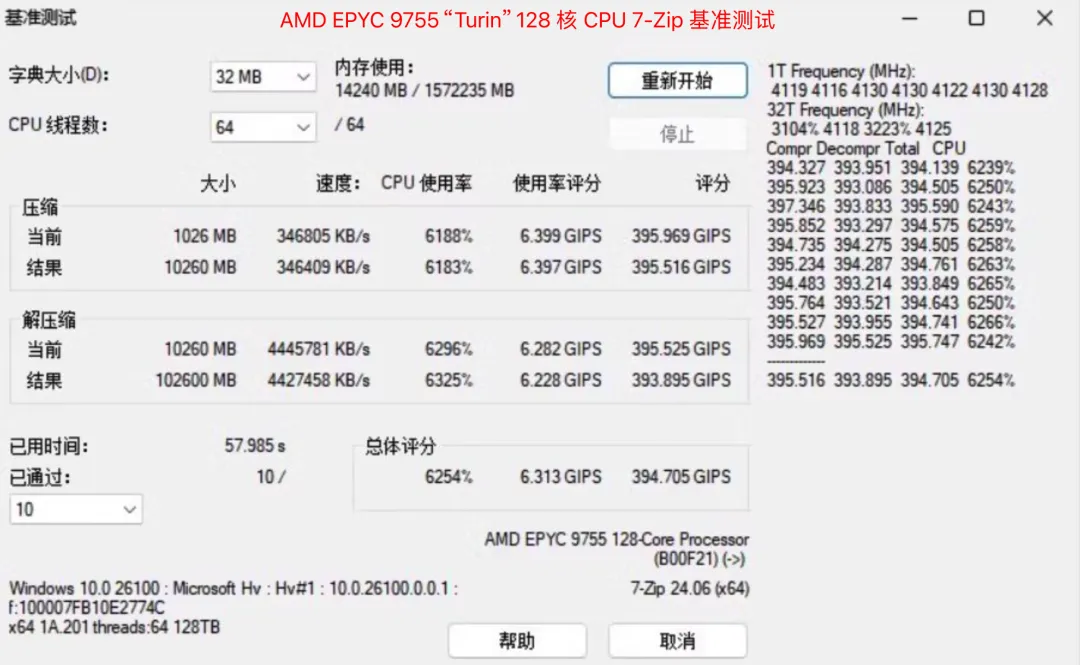 基准测试
AMD EPYC 9755 “Turin” 128 核 CPU 7-Zip 基准测试
字典大小(D): 32 MB
内存使用:
14240 MB / 1572235 MB
重新开始
CPU 线程数: 64 / 64
停止
大小 速度: CPU 使用率 使用率评分 评分
压缩
当前 1026 MB 346805 KB/s 6188% 6.399 GIPS 395.969 GIPS
结果 10260 MB 346409 KB/s 6183% 6.397 GIPS 395.516 GIPS
解压缩
当前 10260 MB 4445781 KB/s 6296% 6.282 GIPS 395.525 GIPS
结果 102600 MB 4427458 KB/s 6325% 6.228 GIPS 393.895 GIPS
已用时间: 57.985 s
已通过: 10 /
10
总体评分
6254% 6.313 GIPS 394.705 GIPS
AMD EPYC 9755 128-Core Processor
(B00F21) (->)
Windows 10.0 26100 : Microsoft Hv : Hv#1 : 10.0.26100.0.0.1 :
f:100007FB10E2774C
x64 1A.201 threads:64 128TB
7-Zip 24.06 (x64)
帮助
取消
1T Frequency (MHz):
4119 4116 4130 4130 4122 4130 4128
32T Frequency (MHz):
3104% 4118 3223% 4125
Compr Decompr Total CPU
394.327 393.951 394.139 6239%
395.923 393.086 394.505 6250%
397.346 393.833 395.590 6243%
395.852 393.297 394.575 6259%
394.735 394.275 394.505 6258%
395.234 394.287 394.761 6263%
394.483 393.214 393.849 6265%
395.764 393.521 394.643 6250%
395.527 393.955 394.741 6266%
395.969 395.525 395.747 6242%
-------------
395.516 393.895 394.705 6254%